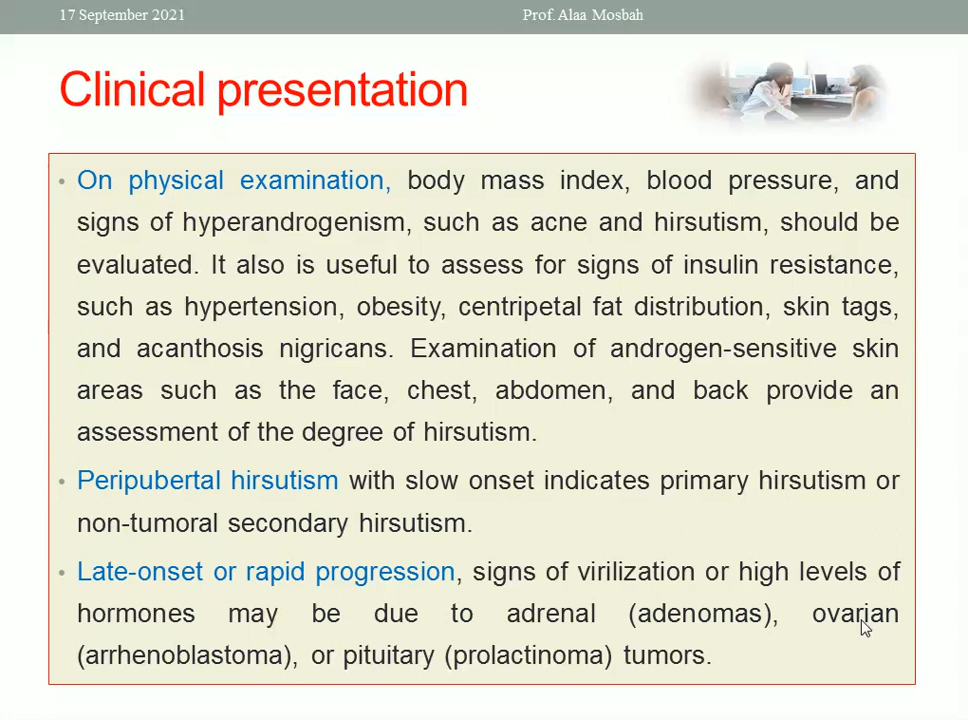 17 September 2021
Prof. Alaa Mosbah
Clinical presentation
• On physical examination, body mass index, blood pressure, and
signs of hyperandrogenism, such as acne and hirsutism, should be
evaluated. It also is useful to assess for signs of insulin resistance,
such as hypertension, obesity, centripetal fat distribution, skin tags,
and acanthosis nigricans. Examination of androgen-sensitive skin
areas such as the face, chest, abdomen, and back provide an
assessment of the degree of hirsutism.
• Peripubertal hirsutism with slow onset indicates primary hirsutism or
non-tumoral secondary hirsutism.
• Late-onset or rapid progression, signs of virilization or high levels of
hormones may be due to adrenal (adenomas), ovarian
(arrhenoblastoma), or pituitary (prolactinoma) tumors.